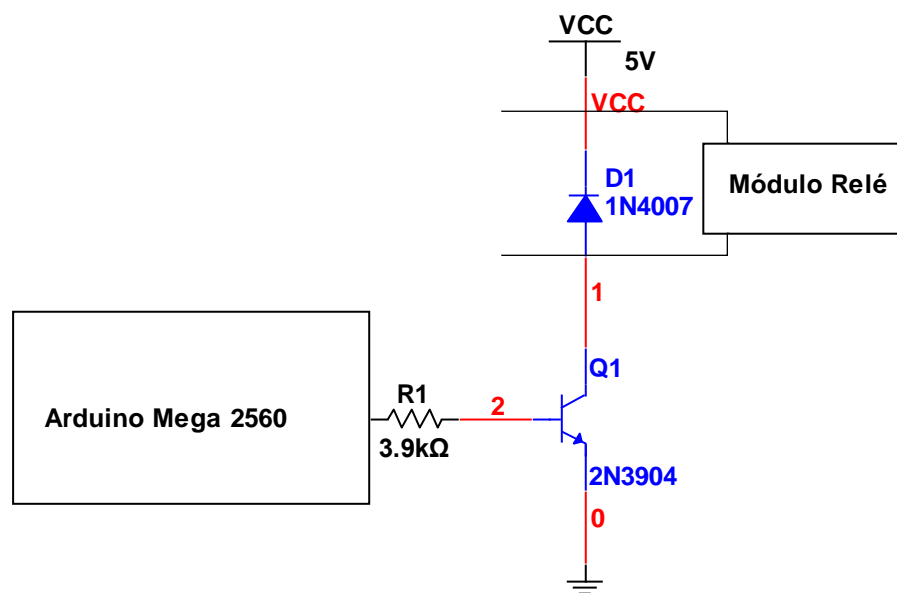 VCC
5V
VCC
D1
1N4007
Módulo Relé
1
Q1
R1
2
Arduino Mega 2560
3.9kΩ
2N3904
0